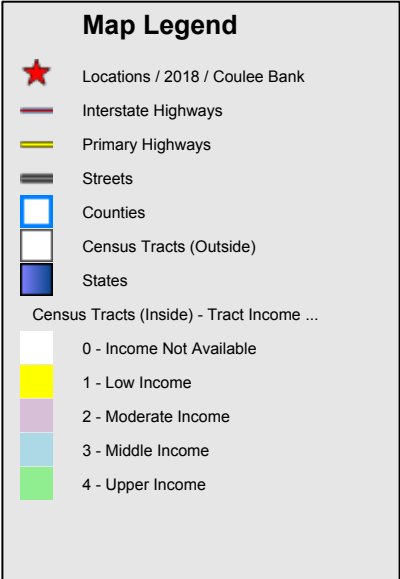 Map Legend
Locations / 2018 / Coulee Bank
Interstate Highways
Primary Highways
Streets
Counties
Census Tracts (Outside)
States
Census Tracts (Inside) - Tract Income ...
0 - Income Not Available
1 - Low Income
2 - Moderate Income
3 - Middle Income
4 - Upper Income